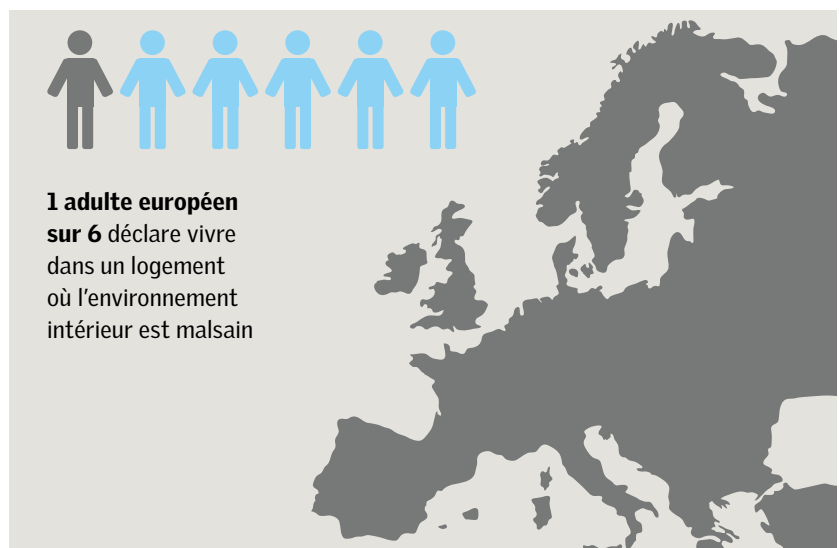 1 adulte européen
sur 6 déclare vivre
dans un logement
où l'environnement
intérieur est malsain